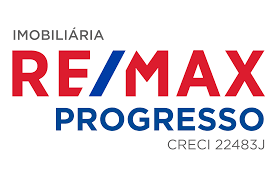 IMOBILIÁRIA
RE/MAX
PROGRESSO
CRECI 22483J